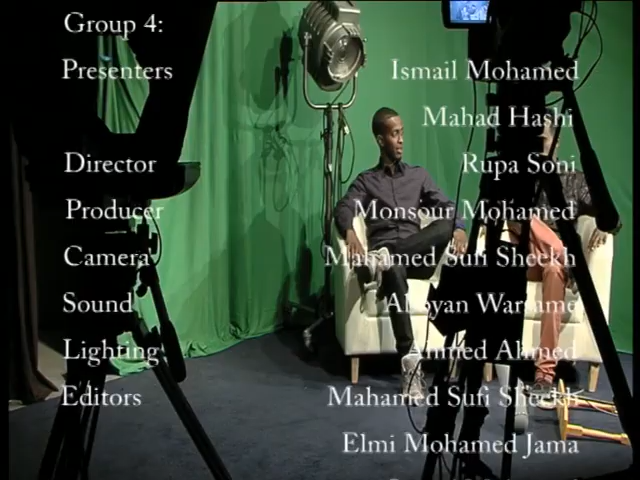 Group 4:
Presenters Ismail Mohamed
Mahad Hashi
Director Rupa Soni
Producer Monsour Mohamed
Camera Mahamed Sufi Sheekh
Sound Warsame
Lighting Ahmed Ahmed
Editors Mahamed Sufi Sheekh
Elmi Mohamed Jama